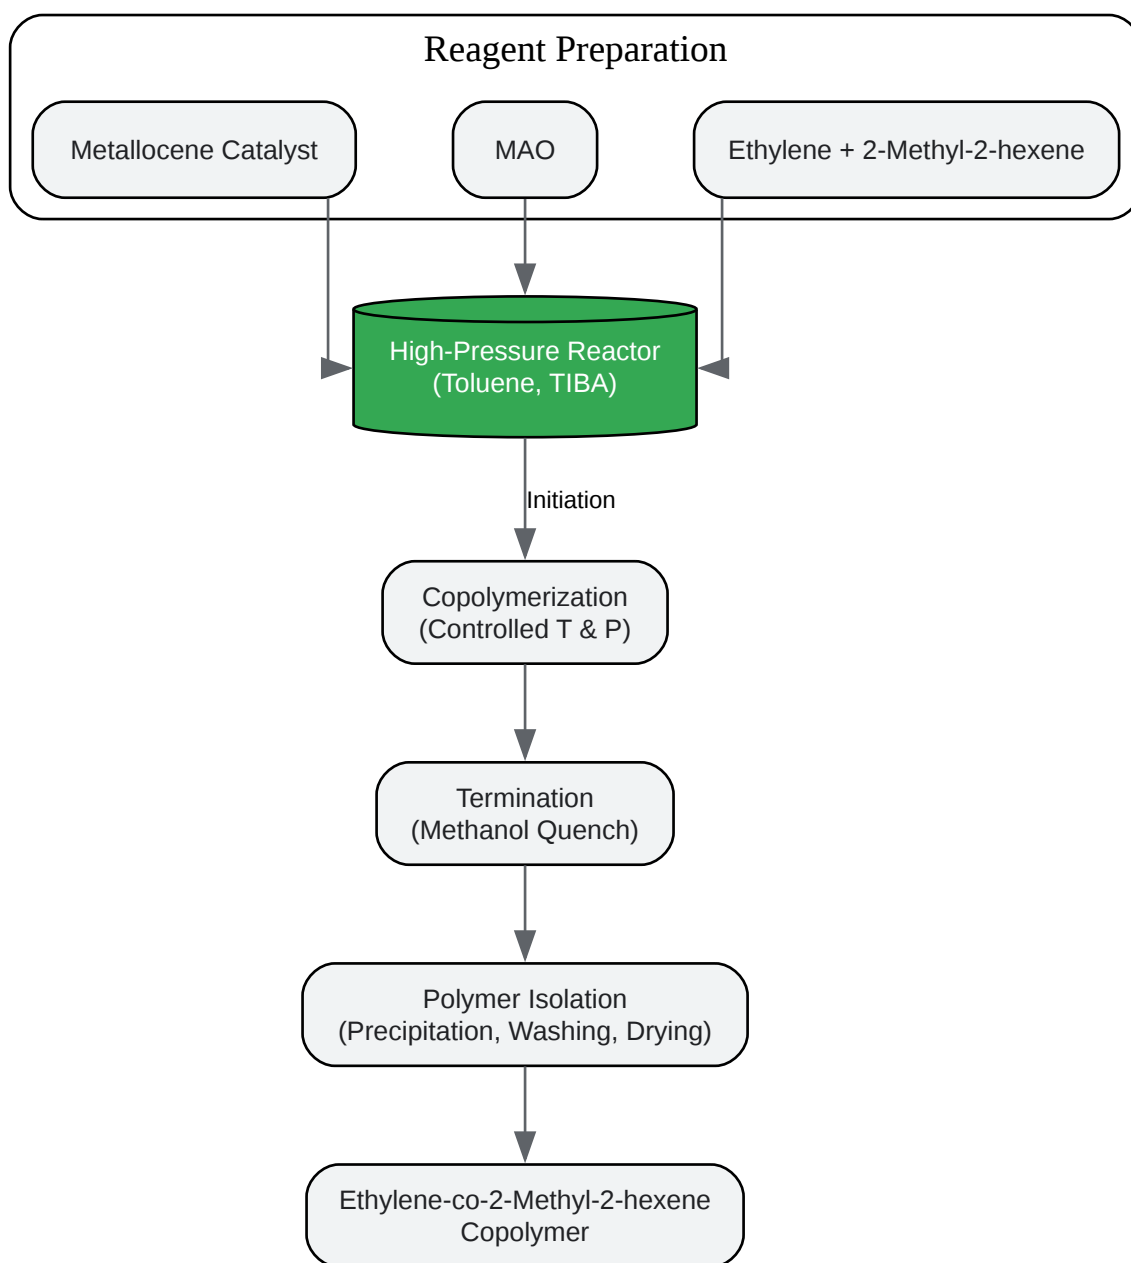 Reagent Preparation
Metallocene Catalyst
MAO
Ethylene + 2-Methyl-2-hexene
High-Pressure Reactor
(Toluene, TIBA)
Initiation
Copolymerization
(Controlled T & P)
Termination
(Methanol Quench)
Polymer Isolation
(Precipitation, Washing, Drying)
Ethylene-co-2-Methyl-2-hexene
Copolymer